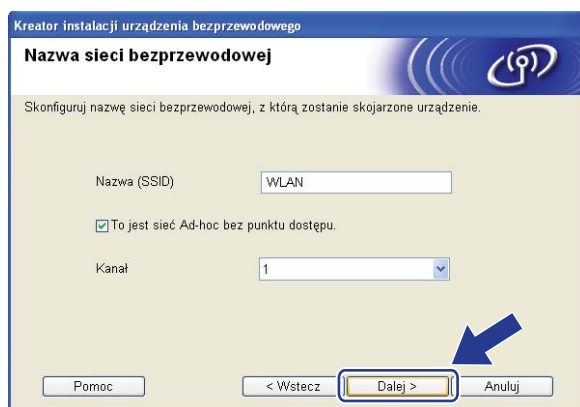 Kreator instalacji urządzenia bezprzewodowego
Nazwa sieci bezprzewodowej
Skonfiguruj nazwę sieci bezprzewodowej, z którą zostanie skojarzone urządzenie.
Nazwa (SSID) WLAN
To jest sieć Ad-hoc bez punktu dostępu.
Kanał 1
Pomoc < Wstecz Dalej > Anuluj